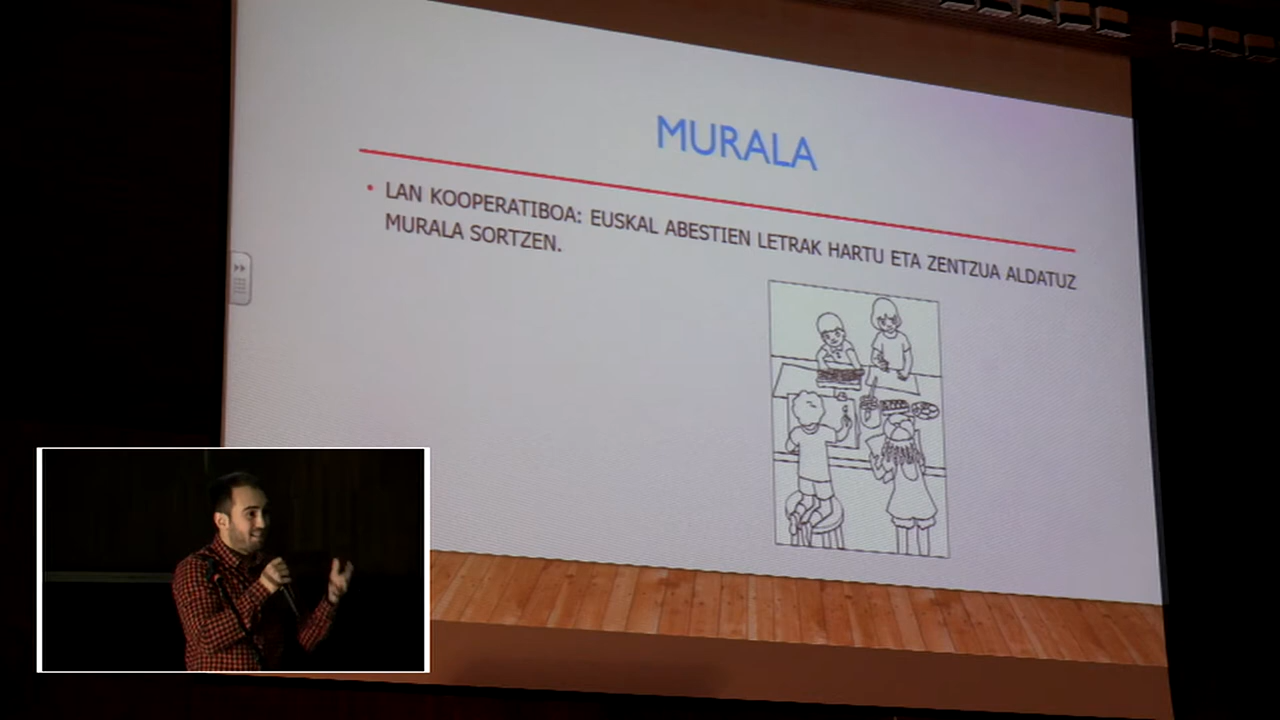 MURALA
• LAN KOOPERATIBOA: EUSKAL ABESTIEN LETRAK HARTU ETA ZENTZUA ALDATUZ
MURALA SORTZEN.